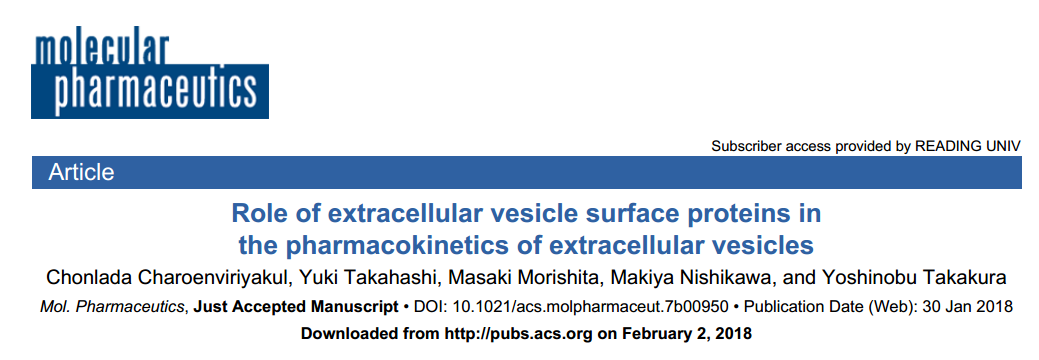 molecular
pharmaceutics
Subscriber access provided by READING UNIV
Article
Role of extracellular vesicle surface proteins in
the pharmacokinetics of extracellular vesicles
Chonlada Charoenviriyakul, Yuki Takahashi, Masaki Morishita, Makiya Nishikawa, and Yoshinobu Takakura
Mol. Pharmaceutics, Just Accepted Manuscript • DOI: 10.1021/acs.molpharmaceut.7b00950 • Publication Date (Web): 30 Jan 2018
Downloaded from http://pubs.acs.org on February 2, 2018